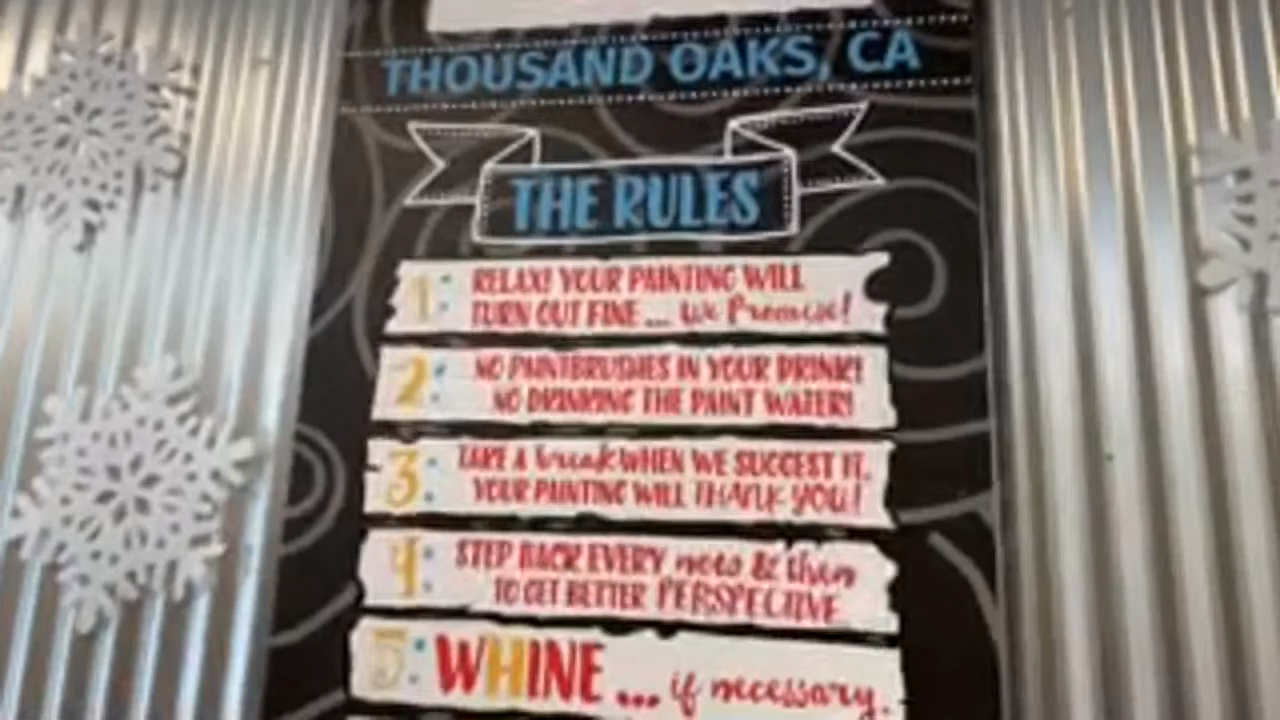 THOUSAND OAKS, CA
THE RULES
1: RELAX! YOUR PAINTING WILL
TURN OUT FINE... We Promise!
2: NO PAINTBRUSHES IN YOUR DRINK!
NO DRINKING THE PAINT WATER!
3: TAKE A break WHEN WE SUGGEST IT.
YOUR PAINTING WILL THANK YOU!
4: STEP BACK EVERY now & then
TO GET BETTER PERSPECTIVE
5: WHINE... if necessary.